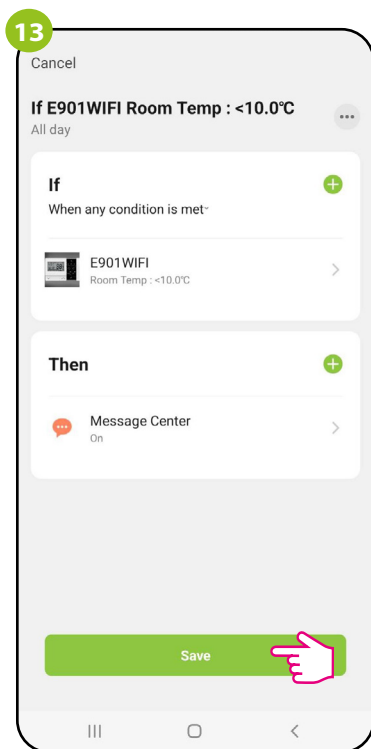 13
Cancel
If E901WIFI Room Temp : <10.0°C
All day
If
When any condition is met
E901WIFI
Room Temp : <10.0°C
Then
Message Center
On
Save